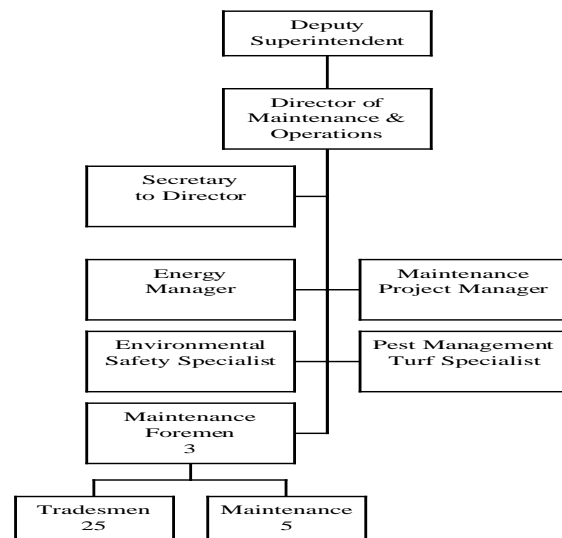 Deputy
Superintendent
Director of
Maintenance &
Operations
Secretary
to Director
Energy
Manager
Maintenance
Project Manager
Environmental
Safety Specialist
Pest Management
Turf Specialist
Maintenance
Foremen
3
Tradesmen
25
Maintenance
5